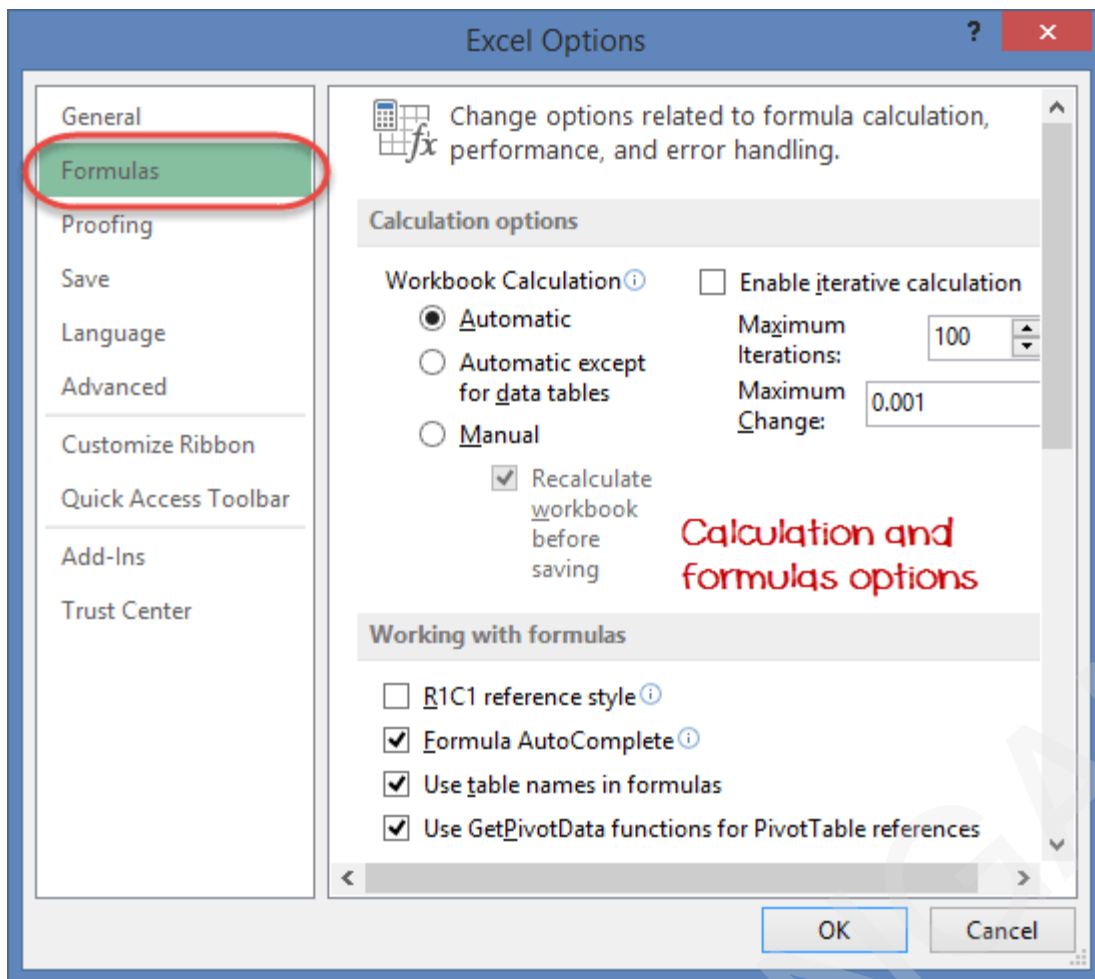 Excel Options
?
×
General
Formulas
Proofing
Save
Language
Advanced
Customize Ribbon
Quick Access Toolbar
Add-Ins
Trust Center
Change options related to formula calculation,
performance, and error handling.
Calculation options
Workbook Calculation
Automatic
Automatic except
for data tables
Manual
Recalculate
workbook
before
saving
Enable iterative calculation
Maximum
Iterations:
100
Maximum
Change:
0.001
Calculation and
formulas options
Working with formulas
R1C1 reference style
Formula AutoComplete
Use table names in formulas
Use GetPivotData functions for PivotTable references
OK
Cancel